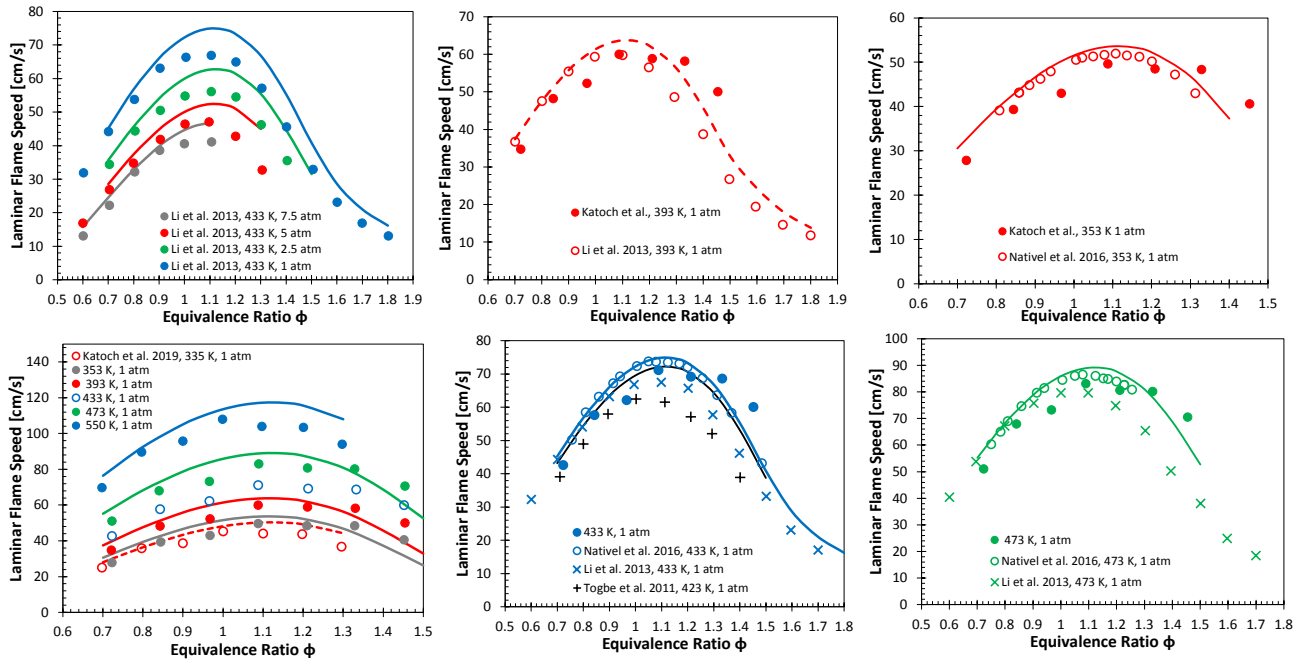 Laminar Flame Speed [cm/s]
80
70
60
50
40
30
20
10
0
Li et al. 2013, 433 K, 7.5 atm
Li et al. 2013, 433 K, 5 atm
Li et al. 2013, 433 K, 2.5 atm
Li et al. 2013, 433 K, 1 atm
0.5 0.6 0.7 0.8 0.9 1.0 1.1 1.2 1.3 1.4 1.5 1.6 1.7 1.8 1.9
Equivalence Ratio ϕ
Laminar Flame Speed [cm/s]
70
60
50
40
30
20
10
0
Katoch et al., 393 K, 1 atm
Li et al. 2013, 393 K, 1 atm
0.6 0.7 0.8 0.9 1 1.1 1.2 1.3 1.4 1.5 1.6 1.7 1.8 1.9
Equivalence Ratio ϕ
Laminar Flame Speed [cm/s]
60
50
40
30
20
10
0
Katoch et al., 353 K 1 atm
Nativel et al. 2016, 353 K, 1 atm
0.6 0.7 0.8 0.9 1 1.1 1.2 1.3 1.4 1.5
Equivalence Ratio ϕ
Laminar Flame Speed [cm/s]
140
120
100
80
60
40
20
0
Katoch et al. 2019, 335 K, 1 atm
353 K, 1 atm
393 K, 1 atm
433 K, 1 atm
473 K, 1 atm
550 K, 1 atm
0.6 0.7 0.8 0.9 1.0 1.1 1.2 1.3 1.4 1.5
Equivalence Ratio ϕ
Laminar Flame Speed [cm/s]
80
70
60
50
40
30
20
10
0
433 K, 1 atm
Nativel et al. 2016, 433 K, 1 atm
Li et al. 2013, 433 K, 1 atm
Togbe et al. 2011, 423 K, 1 atm
0.5 0.6 0.7 0.8 0.9 1.0 1.1 1.2 1.3 1.4 1.5 1.6 1.7 1.8
Equivalence Ratio ϕ
Laminar Flame Speed [cm/s]
100
90
80
70
60
50
40
30
20
10
0
473 K, 1 atm
Nativel et al. 2016, 473 K, 1 atm
Li et al. 2013, 473 K, 1 atm
0.5 0.6 0.7 0.8 0.9 1.0 1.1 1.2 1.3 1.4 1.5 1.6 1.7 1.8
Equivalence Ratio ϕ